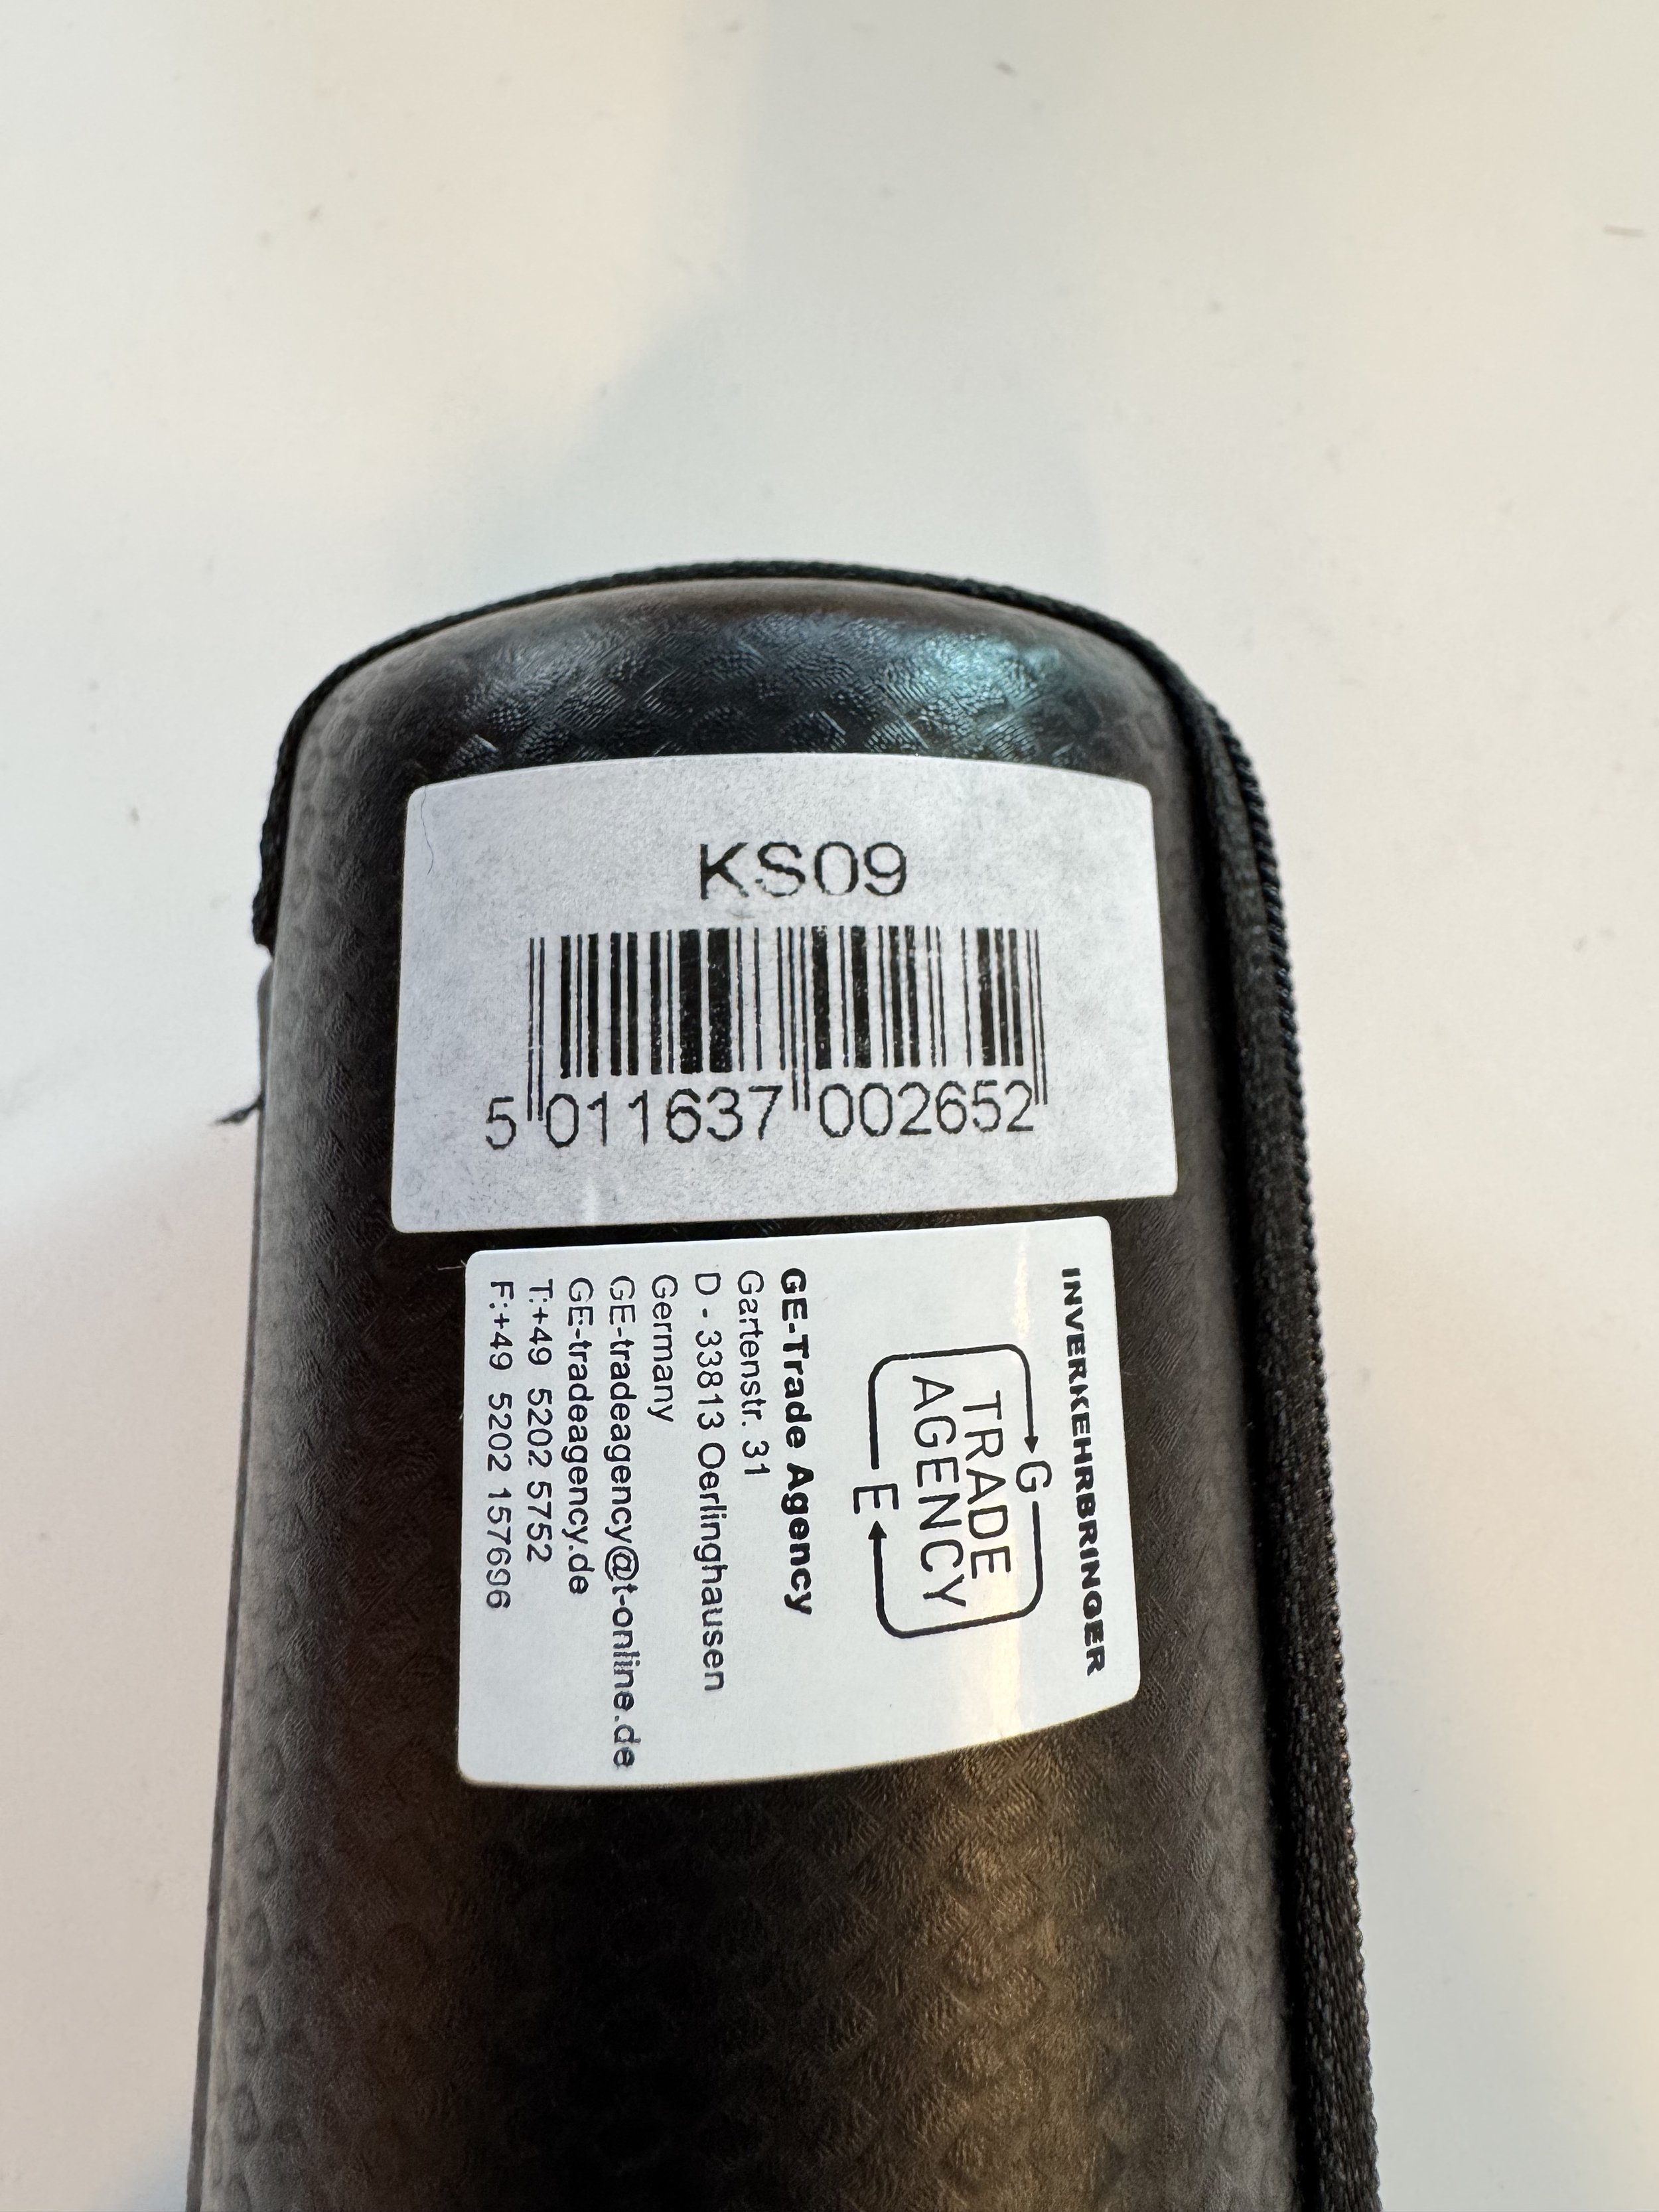 KS09
5 011637 002652
INVERKEHRBRINGER
G
TRADE
AGENCY
E
GE-Trade Agency
Gartenstr. 31
D - 33813 Oerlinghausen
Germany
GE-tradeagency@t-online.de
GE-tradeagency.de
T:+49 5202 5752
F:+49 5202 157696